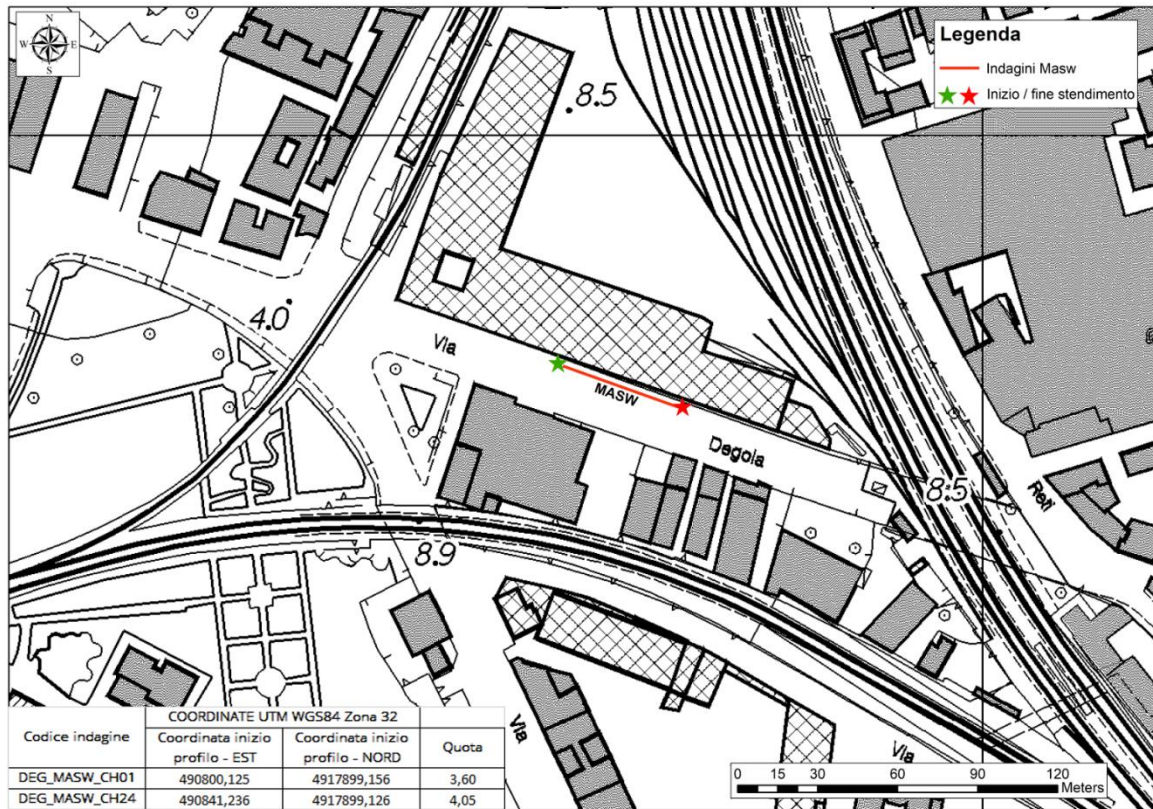 N
W E
S
Legenda
Indagini Masw
Inizio / fine stendimento
8.5
4.0
Via
MASW
Degola
8.5
Reti
8.9
Via
Via
COORDINATE UTM WGS84 Zona 32
Codice indagine
Coordinata inizio
profilo - EST
Coordinata inizio
profilo - NORD
Quota
DEG_MASW_CH01 490800,125 4917899,156 3,60
DEG_MASW_CH24 490841,236 4917899,126 4,05
0 15 30 60 90 120
Meters